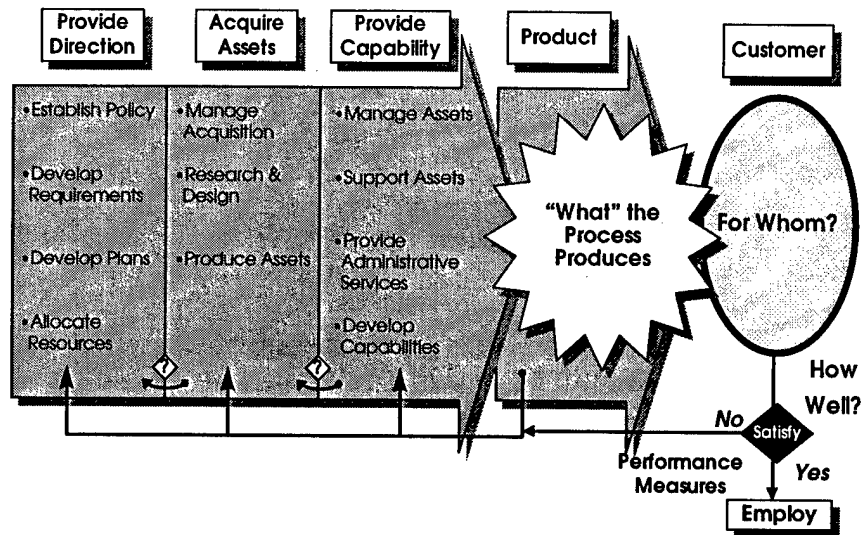 Provide
Direction
Acquire
Assets
Provide
Capability
Product
Customer
•Establish Policy
•Develop
Requirements
•Develop Plans
•Allocate
Resources
•Manage
Acquisition
•Research &
Design
•Produce Assets
•Manage Assets
•Support Assets
•Provide
Administrative
Services
•Develop
Capabilities
?
?
"What" the
Process
Produces
For Whom?
How
Well?
No
Satisfy
Performance
Measures
Yes
Employ